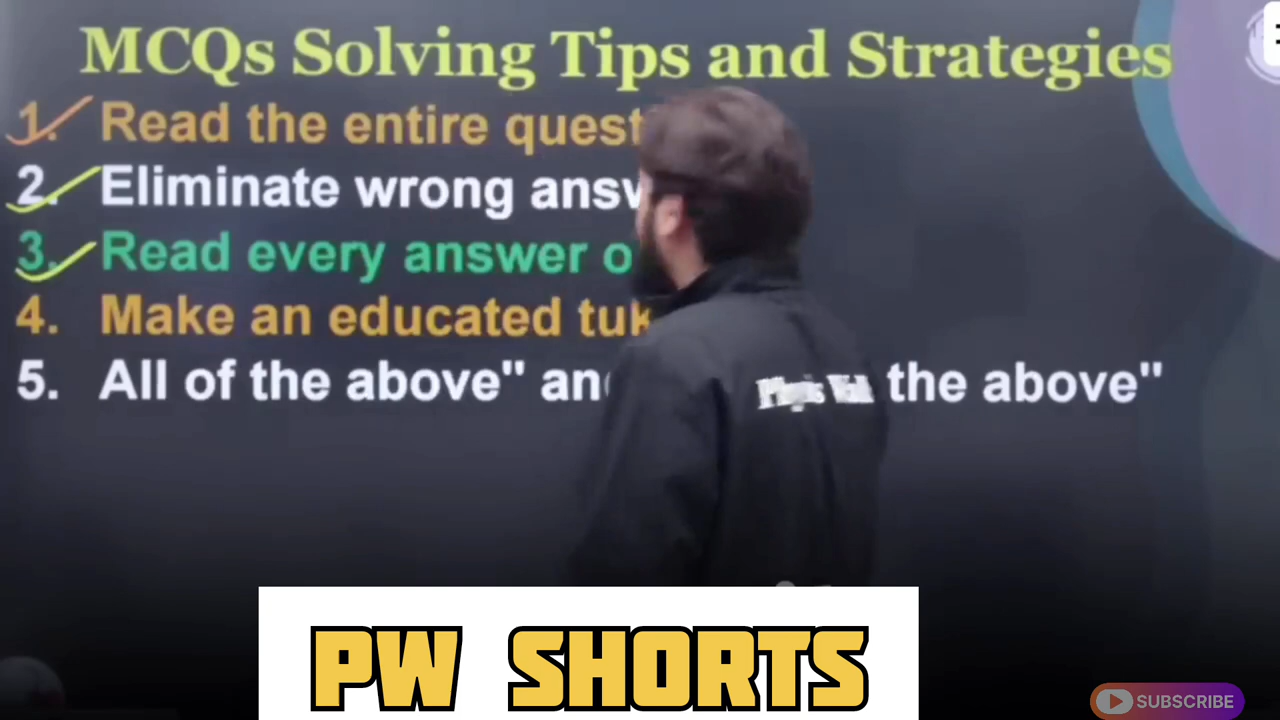 MCQs Solving Tips and Strategies
1. Read the entire quest
2. Eliminate wrong answ
3. Read every answer o
4. Make an educated tuk
5. All of the above" an the above"
PW SHORTS
SUBSCRIBE